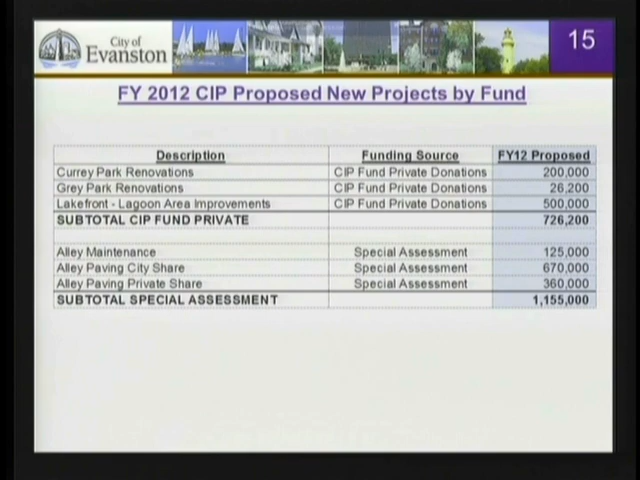 City of
Evanston
15
FY 2012 CIP Proposed New Projects by Fund
Description Funding Source FY12 Proposed
Currey Park Renovations CIP Fund Private Donations 200,000
Grey Park Renovations CIP Fund Private Donations 26,200
Lakefront - Lagoon Area Improvements CIP Fund Private Donations 500,000
SUBTOTAL CIP FUND PRIVATE 726,200
Alley Maintenance Special Assessment 125,000
Alley Paving City Share Special Assessment 670,000
Alley Paving Private Share Special Assessment 360,000
SUBTOTAL SPECIAL ASSESSMENT 1,155,000